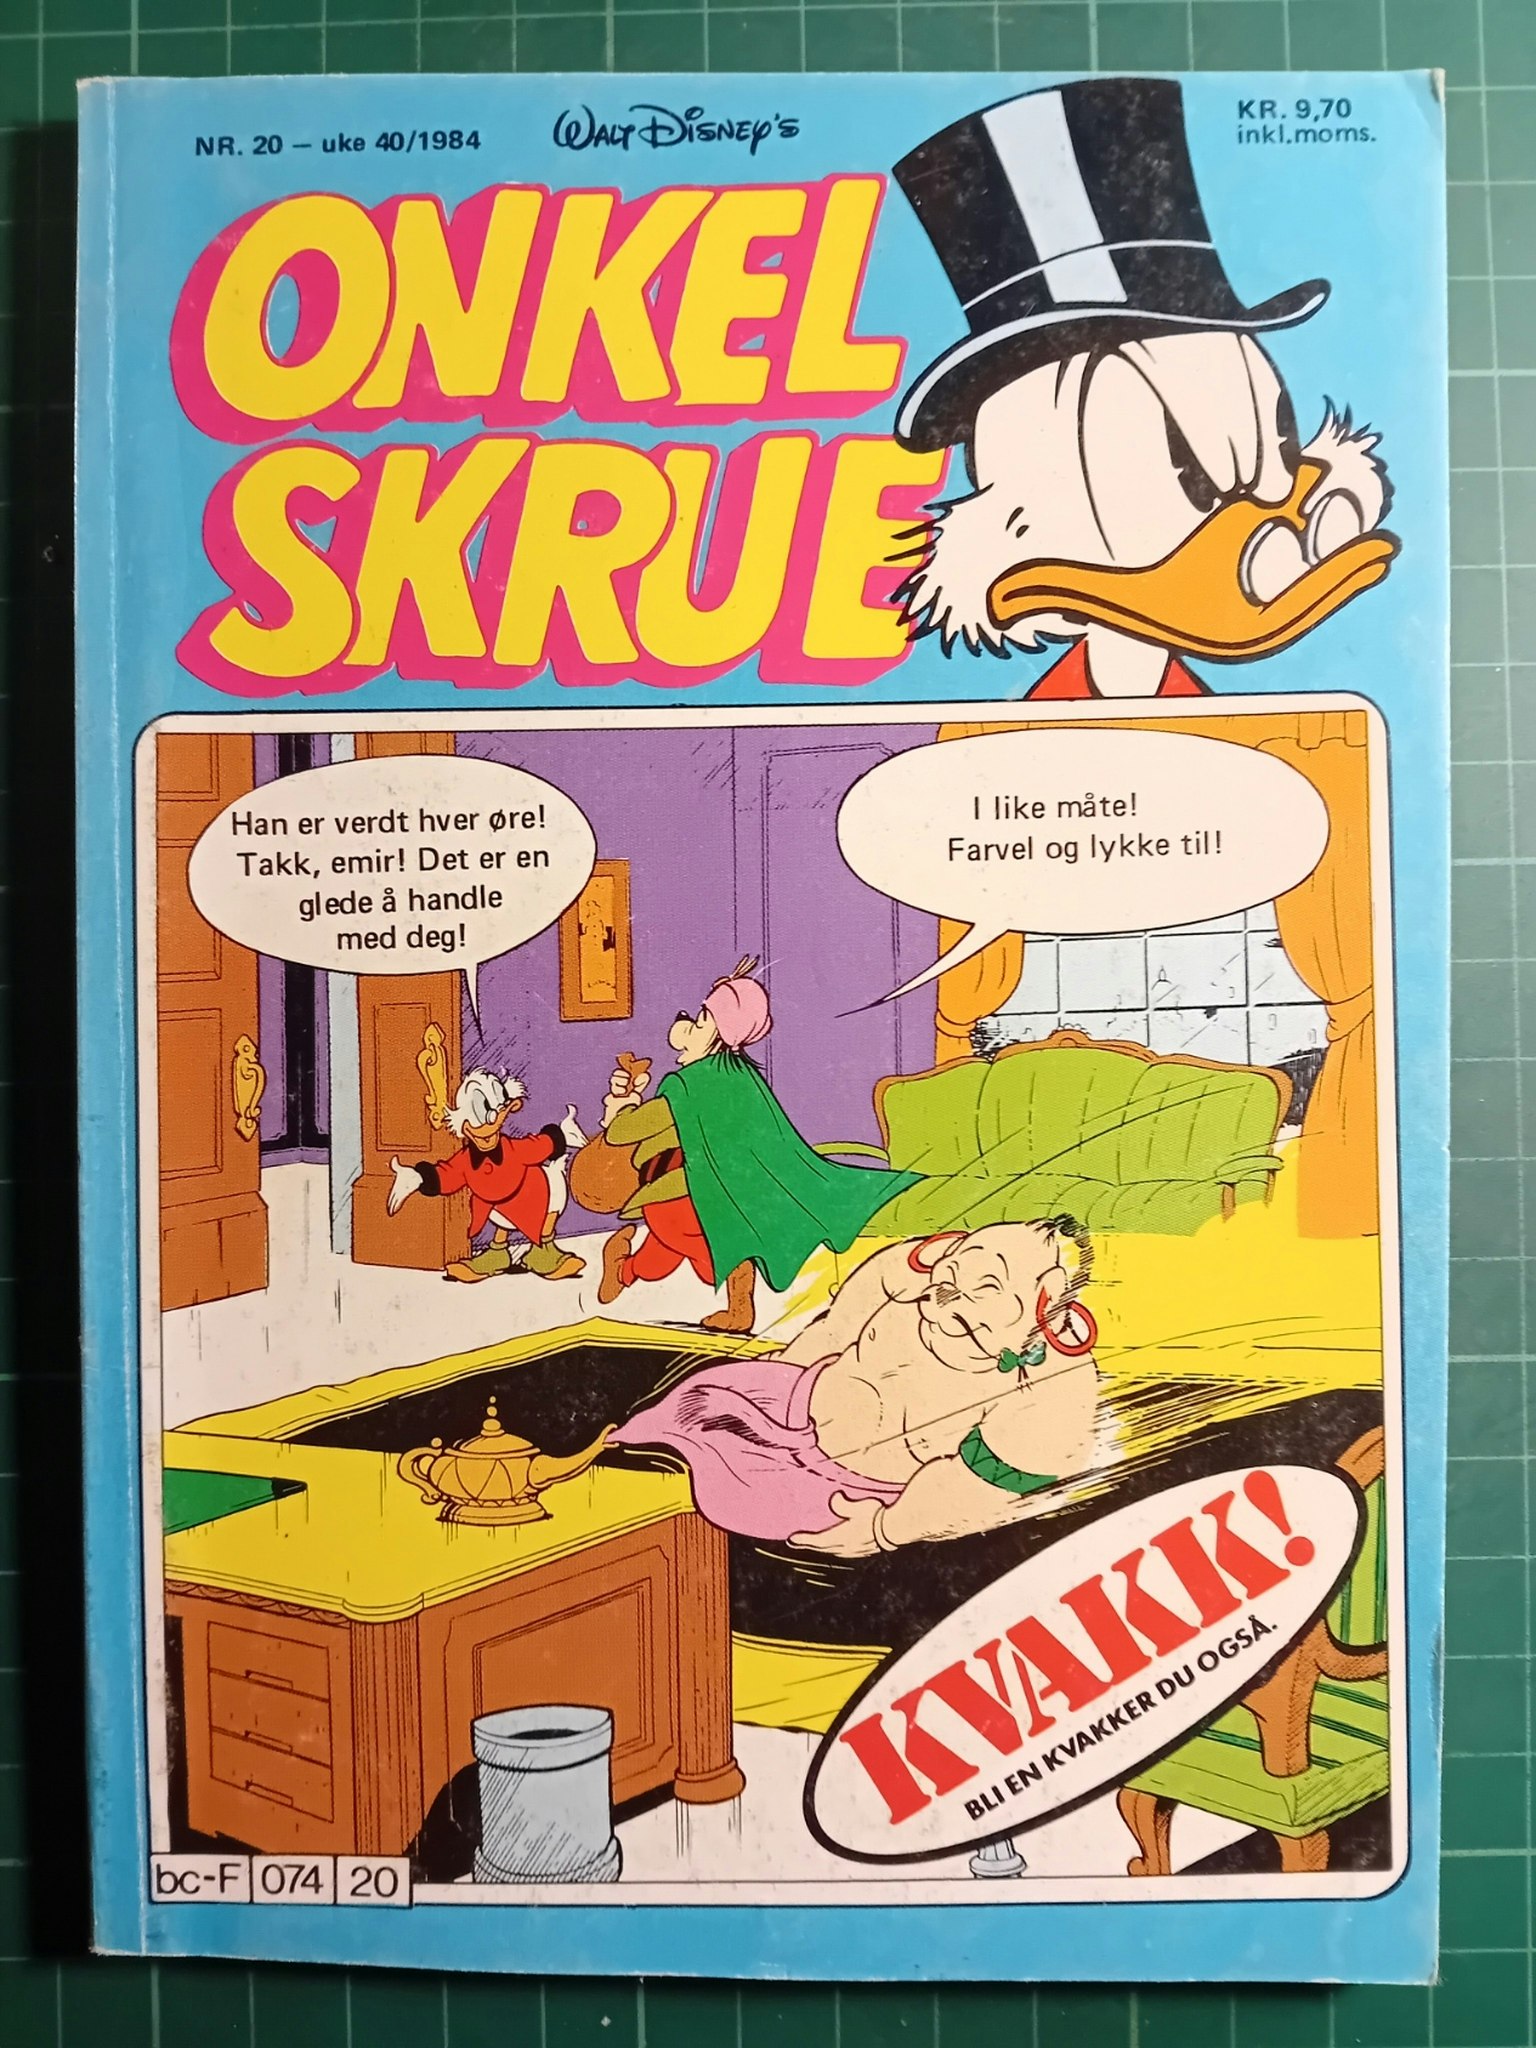 NR. 20 – uke 40/1984
WALT DISNEY'S
KR. 9,70
inkl.moms.
ONKEL
SKRUE
Han er verdt hver øre!
Takk, emir! Det er en
glede å handle
med deg!
I like måte!
Farvel og lykke til!
KVAKK!
BLI EN KVAKKER DU OGSÅ.
bc-F 074 20